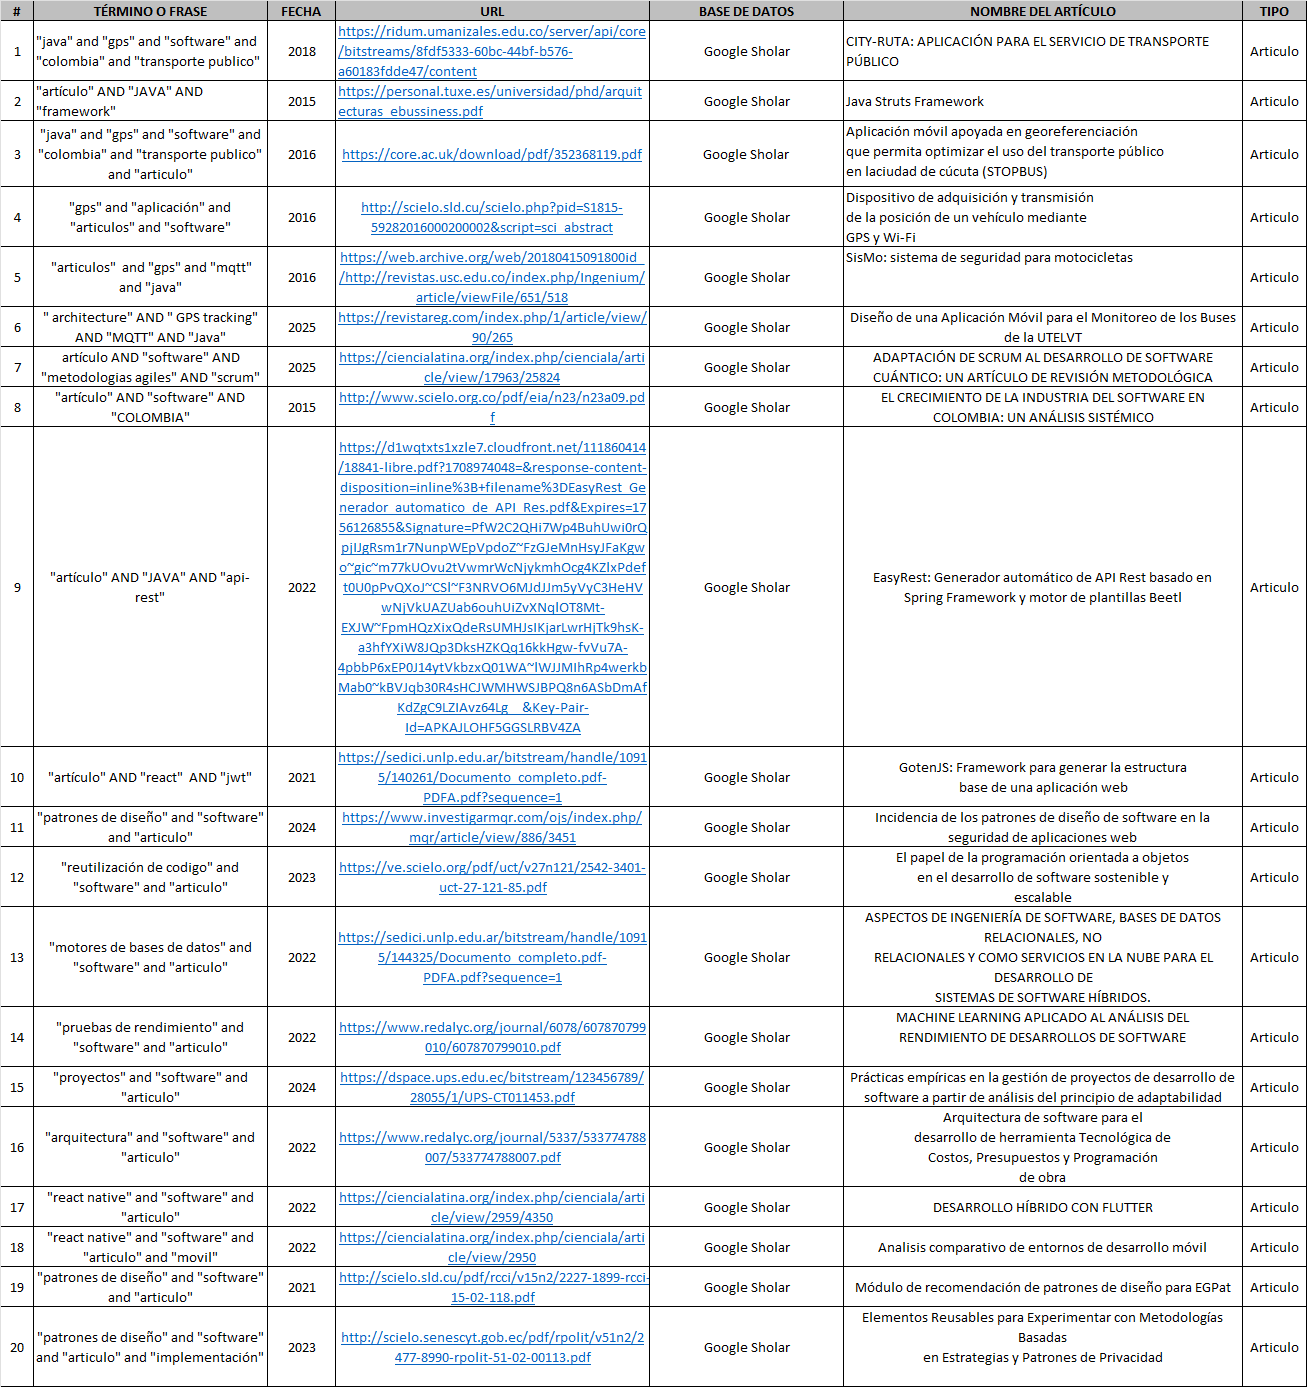 # TÉRMINO O FRASE FECHA URL BASE DE DATOS NOMBRE DEL ARTÍCULO TIPO
1 "java" and "gps" and "software" and "colombia" and "transporte publico" 2018 https://ridum.umanizales.edu.co/server/api/core/bitstreams/8fdf5333-60bc-44bf-b576-a60183fdde47/content Google Sholar CITY-RUTA: APLICACIÓN PARA EL SERVICIO DE TRANSPORTE PÚBLICO Articulo
2 "artículo" AND "JAVA" AND "framework" 2015 https://personal.tuxe.es/universidad/phd/arquitecturas_ebussiness.pdf Google Sholar Java Struts Framework Articulo
3 "java" and "gps" and "software" and "colombia" and "transporte publico" and "articulo" 2016 https://core.ac.uk/download/pdf/352368119.pdf Google Sholar Aplicación móvil apoyada en georeferenciación que permita optimizar el uso del transporte público en laciudad de cúcuta (STOPBUS) Articulo
4 "gps" and "aplicación" and "articulos" and "software" 2016 http://scielo.sld.cu/scielo.php?pid=S1815-59282016000200002&script=sci_abstract Google Sholar Dispositivo de adquisición y transmisión de la posición de un vehículo mediante GPS y Wi-Fi Articulo
5 "articulos"  and "gps" and "mqtt" and "java" 2016 https://web.archive.org/web/20180415091800id_/http://revistas.usc.edu.co/index.php/Ingenium/article/viewFile/651/518 Google Sholar SisMo: sistema de seguridad para motocicletas Articulo
6 " architecture" AND " GPS tracking" AND "MQTT" AND "Java" 2025 https://revistareg.com/index.php/1/article/view/90/265 Google Sholar Diseño de una Aplicación Móvil para el Monitoreo de los Buses de la UTELVT Articulo
7 artículo AND "software" AND "metodologias agiles" AND "scrum" 2025 https://ciencialatina.org/index.php/cienciala/article/view/17963/25824 Google Sholar ADAPTACIÓN DE SCRUM AL DESARROLLO DE SOFTWARE CUÁNTICO: UN ARTÍCULO DE REVISIÓN METODOLÓGICA Articulo
8 "artículo" AND "software" AND "COLOMBIA" 2015 http://www.scielo.org.co/pdf/eia/n23/n23a09.pdf Google Sholar EL CRECIMIENTO DE LA INDUSTRIA DEL SOFTWARE EN COLOMBIA: UN ANÁLISIS SISTÉMICO Articulo
9 "artículo" AND "JAVA" AND "api-rest" 2022 https://d1wqtxts1xzle7.cloudfront.net/111860414/18841-libre.pdf?1708974048=&response-content-disposition=inline%3B+filename%3DEasyRest_Generador_automatico_de_API_Res.pdf&Expires=1756126855&Signature=PfW2C2QHi7Wp4BuhUwi0rQpjIJgRsm1r7NunpWEpVpdoZ~FzGJeMnHsyJFaKgwo~gic~m77kUOvu2tVwmrWcNjykmhOcg4KZlxPdeft0U0pPvQXoJ~CSl~F3NRVO6MJdJJm5yVyC3HeHVwNjVkUAZUab6ouhUiZvXNqlOT8Mt-EXJW~FpmHQzXixQdeRsUMHJsIKjarLwrHjTk9hsK-a3hfYXiW8JQp3DksHZKQq16kkHgw-fvVu7A-4pbbP6xEP0J14ytVkbzxQ01WA~lWJJMIhRp4werkbMab0~kBVJqb30R4sHCJWMHWSJBPQ8n6ASbDmAfKdZgC9LZIAvz64Lg__&Key-Pair-Id=APKAJLOHF5GGSLRBV4ZA Google Sholar EasyRest: Generador automático de API Rest basado en Spring Framework y motor de plantillas Beetl Articulo
10 "artículo" AND "react"  AND "jwt" 2021 https://sedici.unlp.edu.ar/bitstream/handle/10915/140261/Documento_completo.pdf-PDFA.pdf?sequence=1 Google Sholar GotenJS: Framework para generar la estructura base de una aplicación web Articulo
11 "patrones de diseño" and "software" and "articulo" 2024 https://www.investigarmqr.com/ojs/index.php/mqr/article/view/886/3451 Google Sholar Incidencia de los patrones de diseño de software en la seguridad de aplicaciones web Articulo
12 "reutilización de codigo" and "software" and "articulo" 2023 https://ve.scielo.org/pdf/uct/v27n121/2542-3401-uct-27-121-85.pdf Google Sholar El papel de la programación orientada a objetos en el desarrollo de software sostenible y escalable Articulo
13 "motores de bases de datos" and "software" and "articulo" 2022 https://sedici.unlp.edu.ar/bitstream/handle/10915/144325/Documento_completo.pdf-PDFA.pdf?sequence=1 Google Sholar ASPECTOS DE INGENIERÍA DE SOFTWARE, BASES DE DATOS RELACIONALES, NO RELACIONALES Y COMO SERVICIOS EN LA NUBE PARA EL DESARROLLO DE SISTEMAS DE SOFTWARE HÍBRIDOS. Articulo
14 "pruebas de rendimiento" and "software" and "articulo" 2022 https://www.redalyc.org/journal/6078/607870799010/607870799010.pdf Google Sholar MACHINE LEARNING APLICADO AL ANÁLISIS DEL RENDIMIENTO DE DESARROLLOS DE SOFTWARE Articulo
15 "proyectos" and "software" and "articulo" 2024 https://dspace.ups.edu.ec/bitstream/123456789/28055/1/UPS-CT011453.pdf Google Sholar Prácticas empíricas en la gestión de proyectos de desarrollo de software a partir de análisis del principio de adaptabilidad Articulo
16 "arquitectura" and "software" and "articulo" 2022 https://www.redalyc.org/journal/5337/533774788007/533774788007.pdf Google Sholar Arquitectura de software para el desarrollo de herramienta Tecnológica de Costos, Presupuestos y Programación de obra Articulo
17 "react native" and "software" and "articulo" 2022 https://ciencialatina.org/index.php/cienciala/article/view/2959/4350 Google Sholar DESARROLLO HÍBRIDO CON FLUTTER Articulo
18 "react native" and "software" and "articulo" and "movil" 2022 https://ciencialatina.org/index.php/cienciala/article/view/2950 Google Sholar Analisis comparativo de entornos de desarrollo móvil Articulo
19 "patrones de diseño" and "software" and "articulo" 2021 http://scielo.sld.cu/pdf/rcci/v15n2/2227-1899-rcci-15-02-118.pdf Google Sholar Módulo de recomendación de patrones de diseño para EGPat Articulo
20 "patrones de diseño" and "software" and "articulo" and "implementación" 2023 http://scielo.senescyt.gob.ec/pdf/rpolit/v51n2/2477-8990-rpolit-51-02-00113.pdf Google Sholar Elementos Reusables para Experimentar con Metodologías Basadas en Estrategias y Patrones de Privacidad Articulo